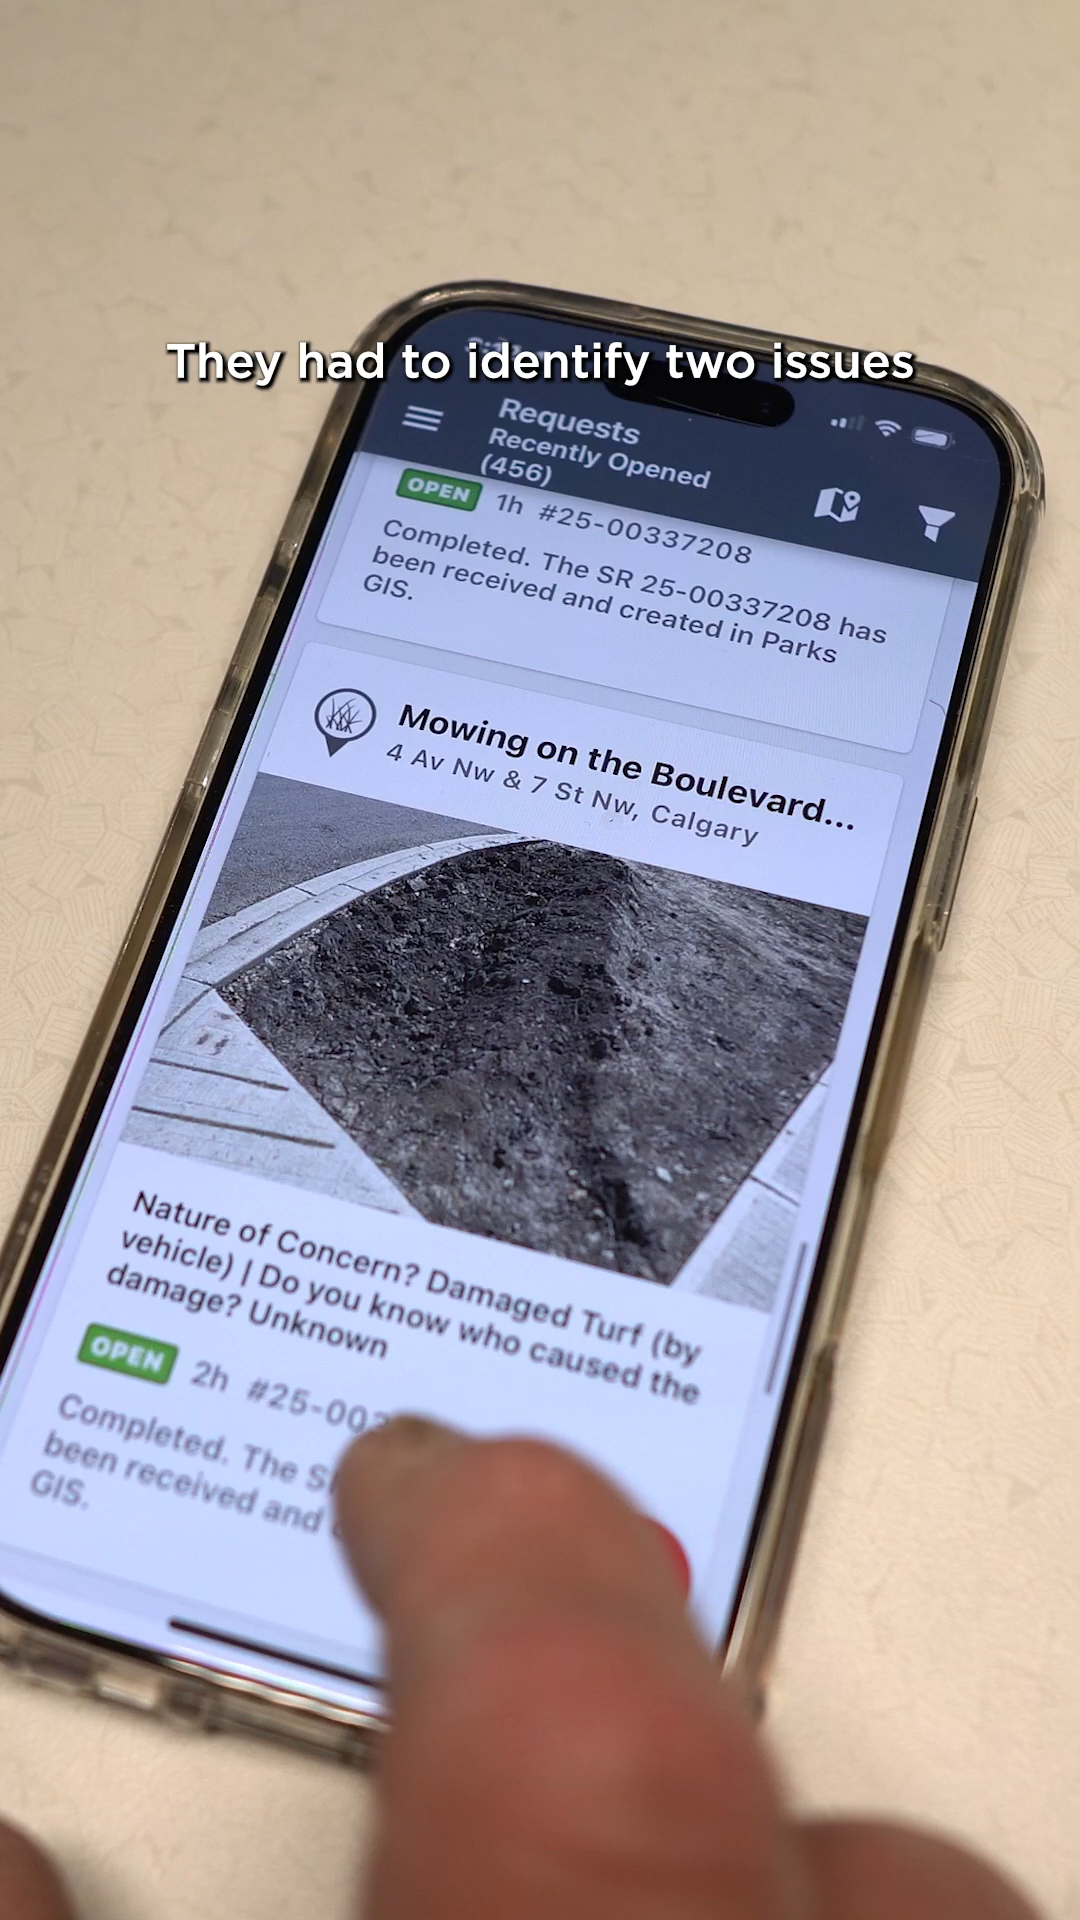 They had to identify two issues
Requests
Recently Opened
(456)
OPEN 1h #25-00337208
Completed. The SR 25-00337208 has
been received and created in Parks
GIS.
Mowing on the Boulevard...
4 Av Nw & 7 St Nw, Calgary
Nature of Concern? Damaged Turf (by
vehicle) | Do you know who caused the
damage? Unknown
OPEN 2h #25-00
Completed. The
been received and
GIS.